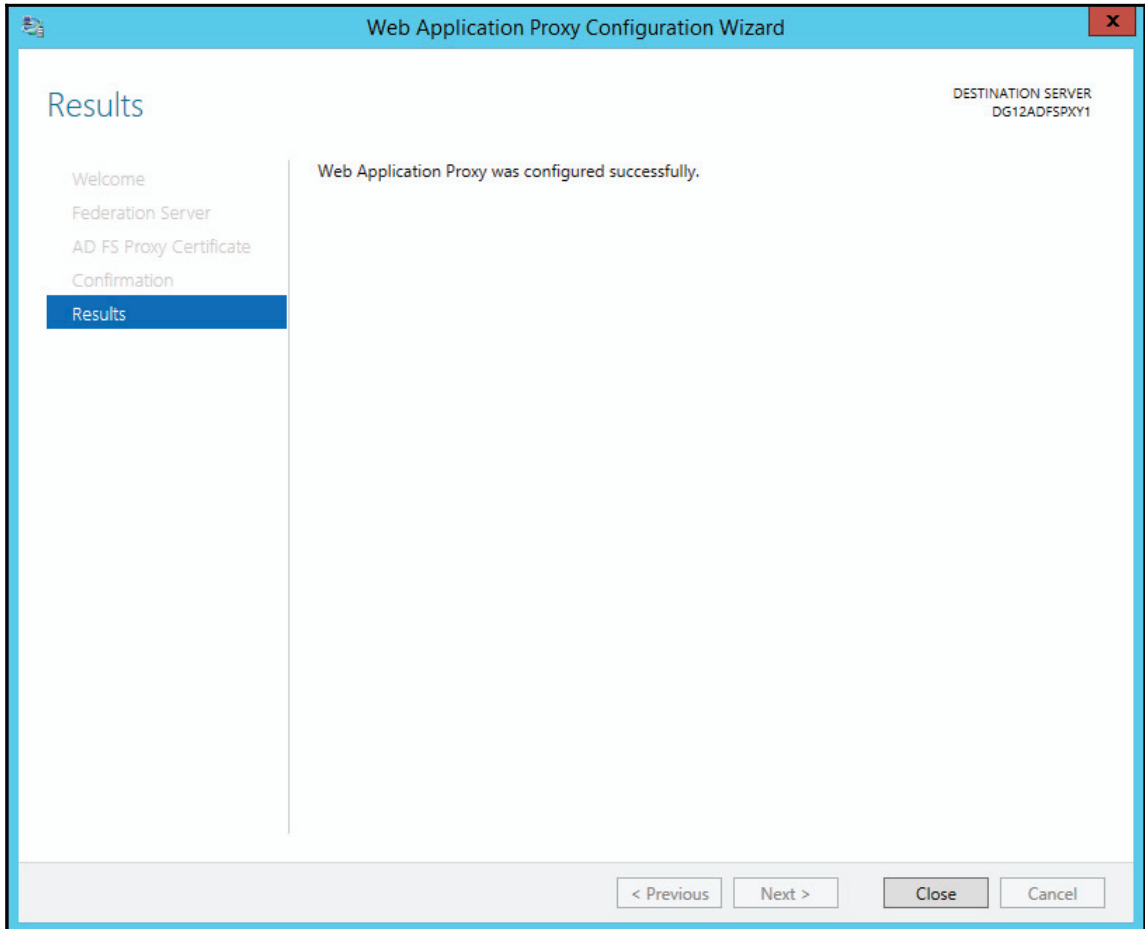 Web Application Proxy Configuration Wizard
x
Results
DESTINATION SERVER
DG12ADFSPXY1
Welcome
Federation Server
AD FS Proxy Certificate
Confirmation
Results
Web Application Proxy was configured successfully.
< Previous
Next >
Close
Cancel